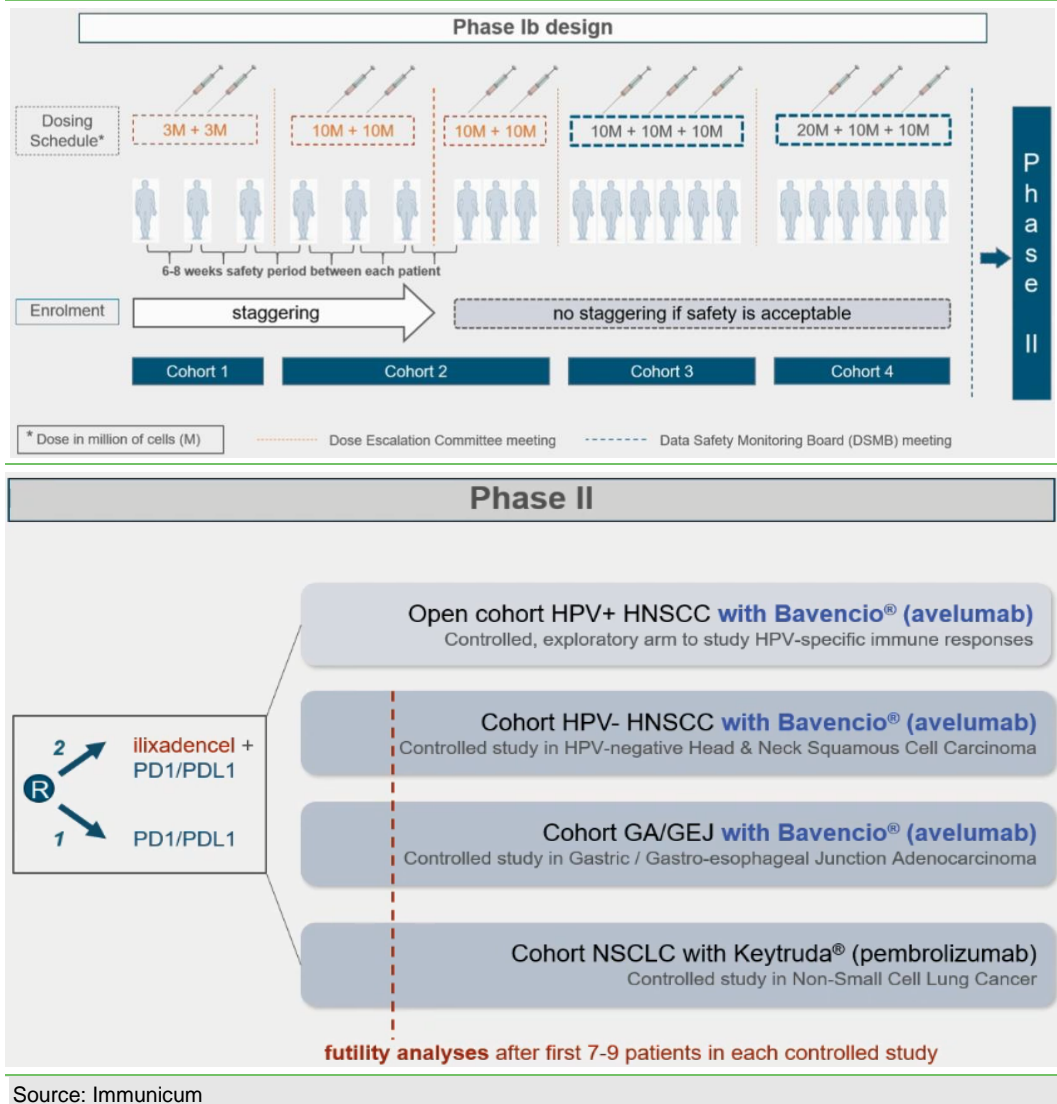 Phase Ib design
Dosing
Schedule*
3M + 3M
10M + 10M
10M + 10M
10M + 10M + 10M
20M + 10M + 10M
6-8 weeks safety period between each patient
Enrolment
staggering
no staggering if safety is acceptable
Cohort 1
Cohort 2
Cohort 3
Cohort 4
Phase II
* Dose in million of cells (M)
Dose Escalation Committee meeting
Data Safety Monitoring Board (DSMB) meeting
Phase II
Open cohort HPV+ HNSCC with Bavencio® (avelumab)
Controlled, exploratory arm to study HPV-specific immune responses
Cohort HPV- HNSCC with Bavencio® (avelumab)
Controlled study in HPV-negative Head & Neck Squamous Cell Carcinoma
2
ilixadencel +
PD1/PDL1
R
1
PD1/PDL1
Cohort GA/GEJ with Bavencio® (avelumab)
Controlled study in Gastric / Gastro-esophageal Junction Adenocarcinoma
Cohort NSCLC with Keytruda® (pembrolizumab)
Controlled study in Non-Small Cell Lung Cancer
futility analyses after first 7-9 patients in each controlled study
Source: Immunicum